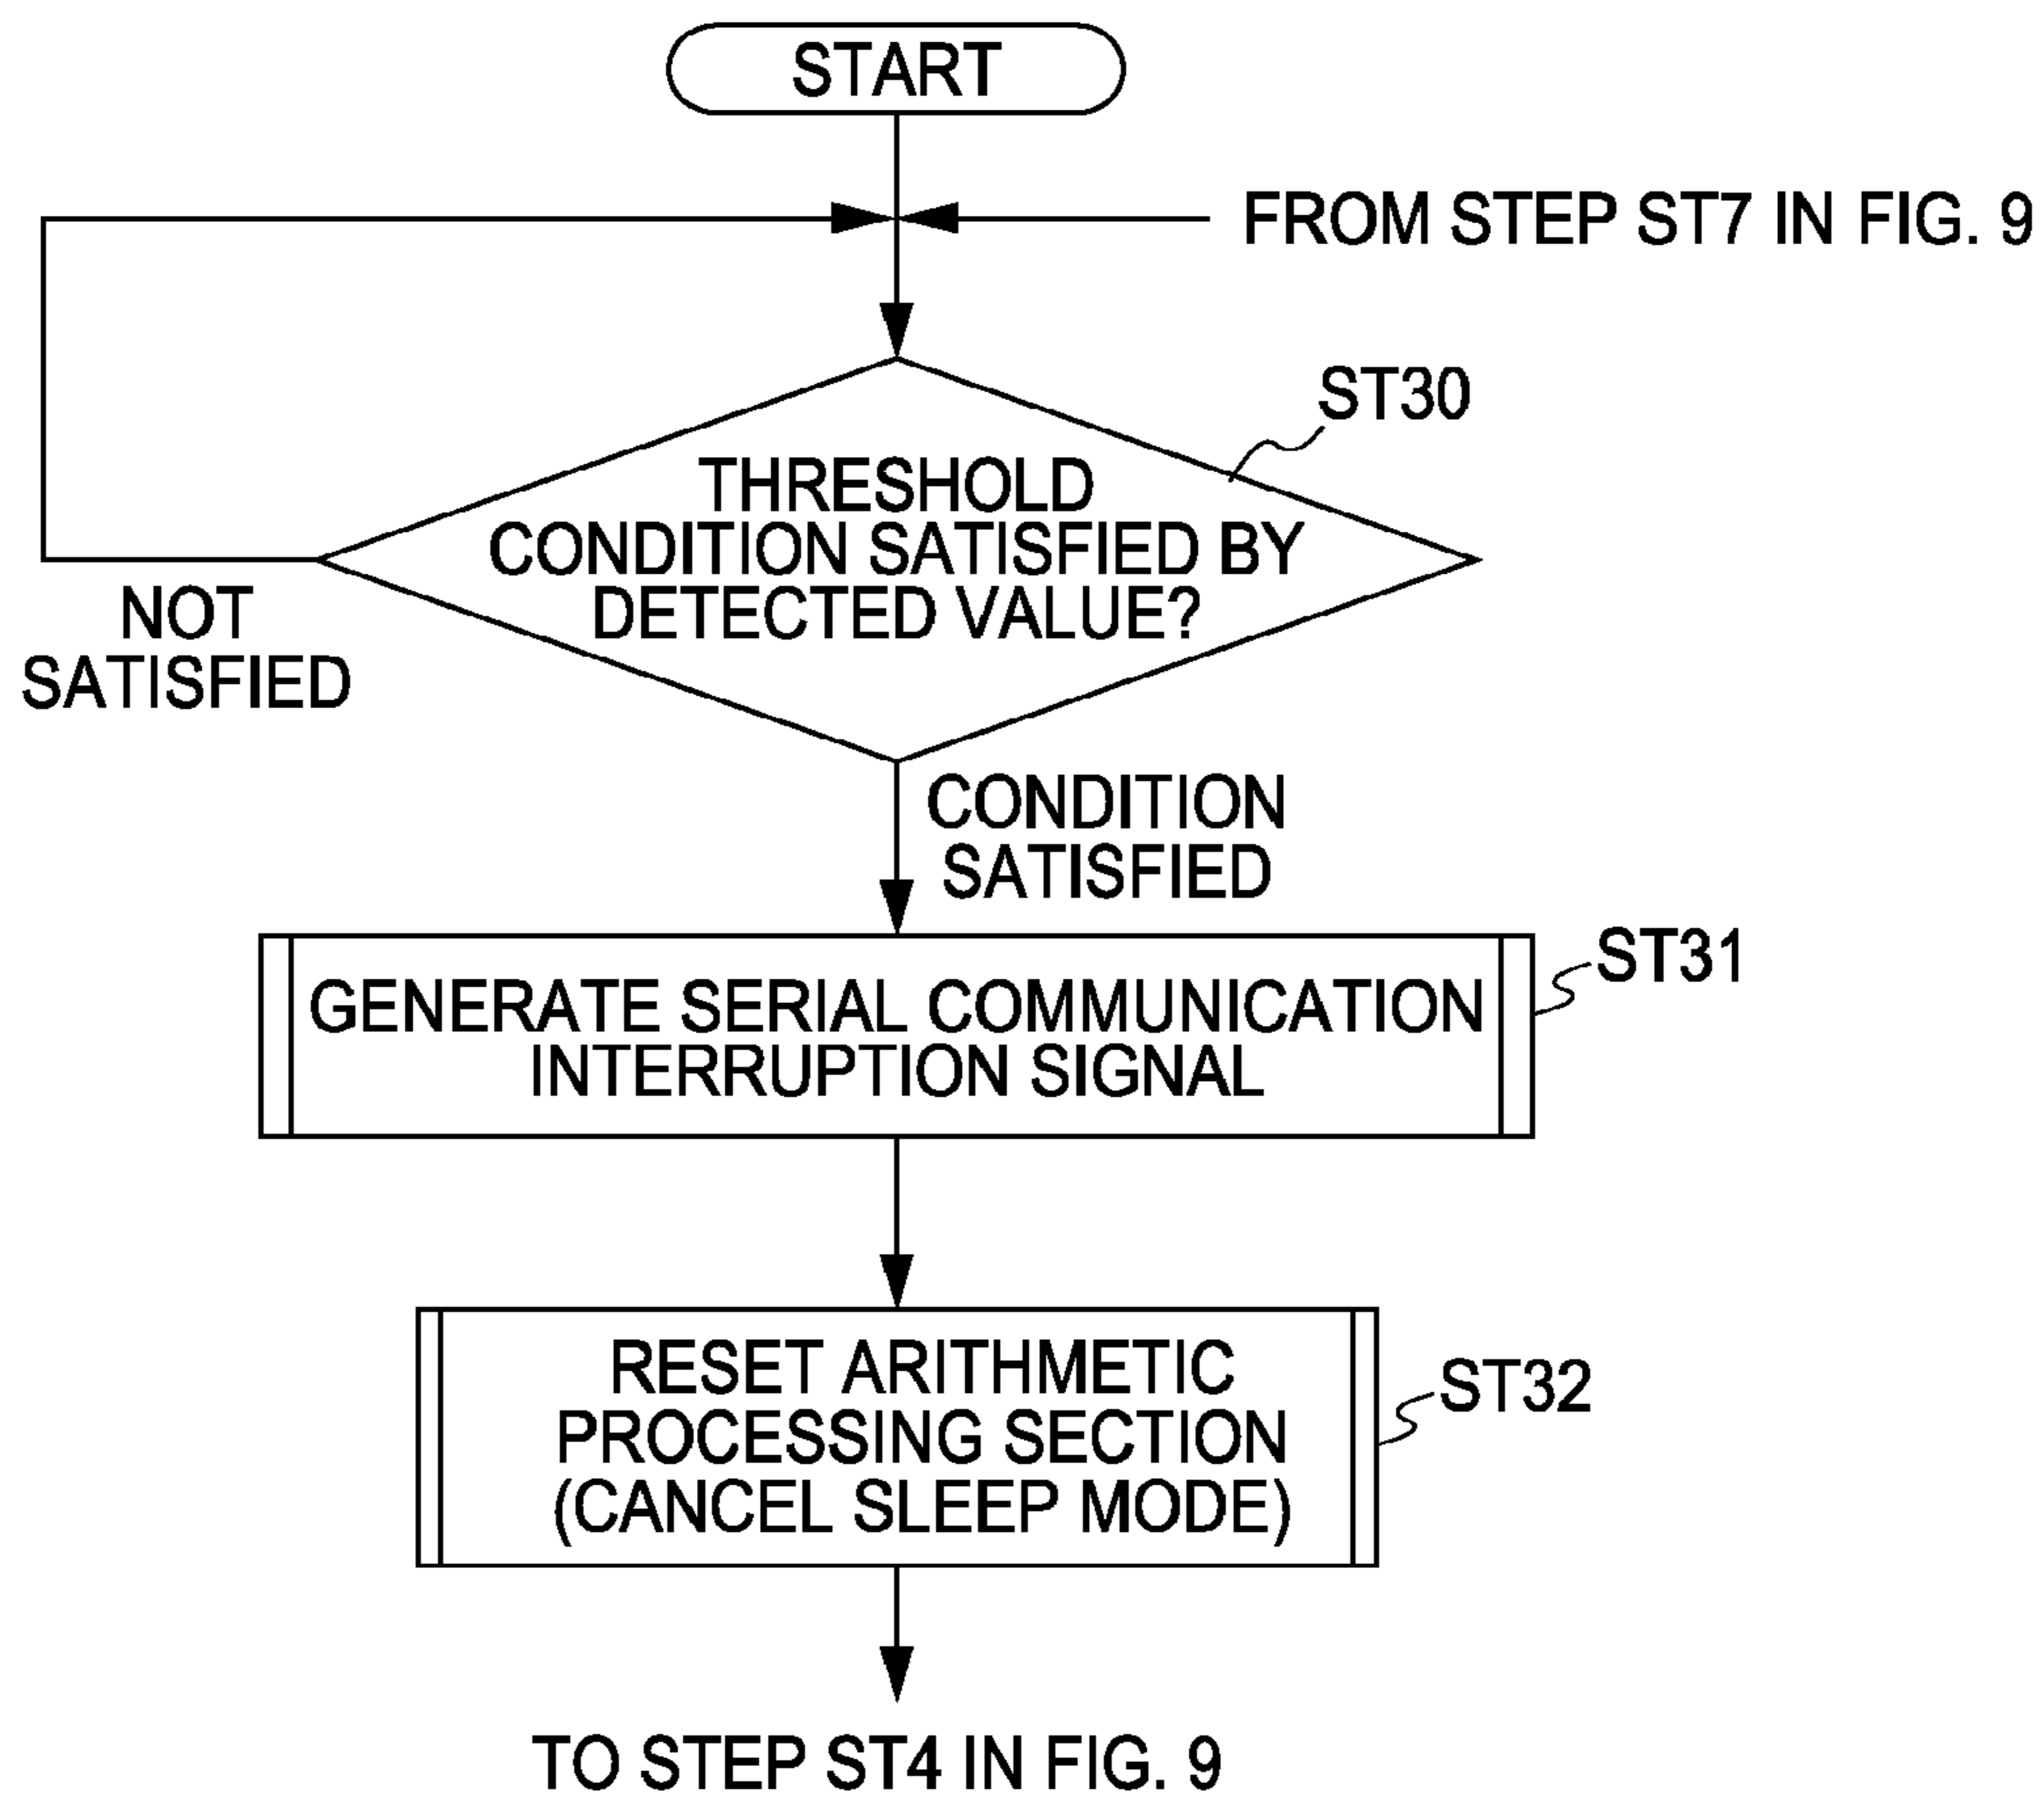 START
FROM STEP ST7 IN FIG. 9
ST30
THRESHOLD
CONDITION SATISFIED BY
DETECTED VALUE?
NOT
SATISFIED
CONDITION
SATISFIED
ST31
GENERATE SERIAL COMMUNICATION
INTERRUPTION SIGNAL
RESET ARITHMETIC
PROCESSING SECTION
(CANCEL SLEEP MODE)
ST32
TO STEP ST4 IN FIG. 9